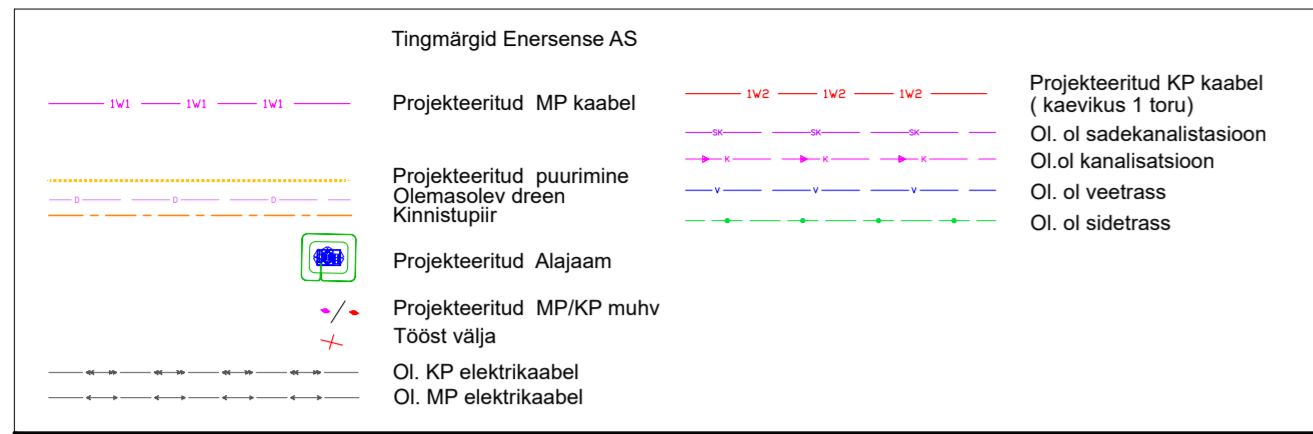 Tingmärgid Enersense AS
1W1 1W1 1W1
Projekteeritud MP kaabel
Projekteeritud puurimine
D D D
Olemasolev dreen
Kinnistupiir
Projekteeritud Alajaam
Projekteeritud MP/KP muhv
Tööst välja
Ol. KP elektrikaabel
Ol. MP elektrikaabel
1W2 1W2 1W2
Projekteeritud KP kaabel
( kaevikus 1 toru)
SK SK SK
Ol. ol sadekanalistasioon
K K K
Ol.ol kanalisatsioon
V V V
Ol. ol veetrass
Ol. ol sidetrass